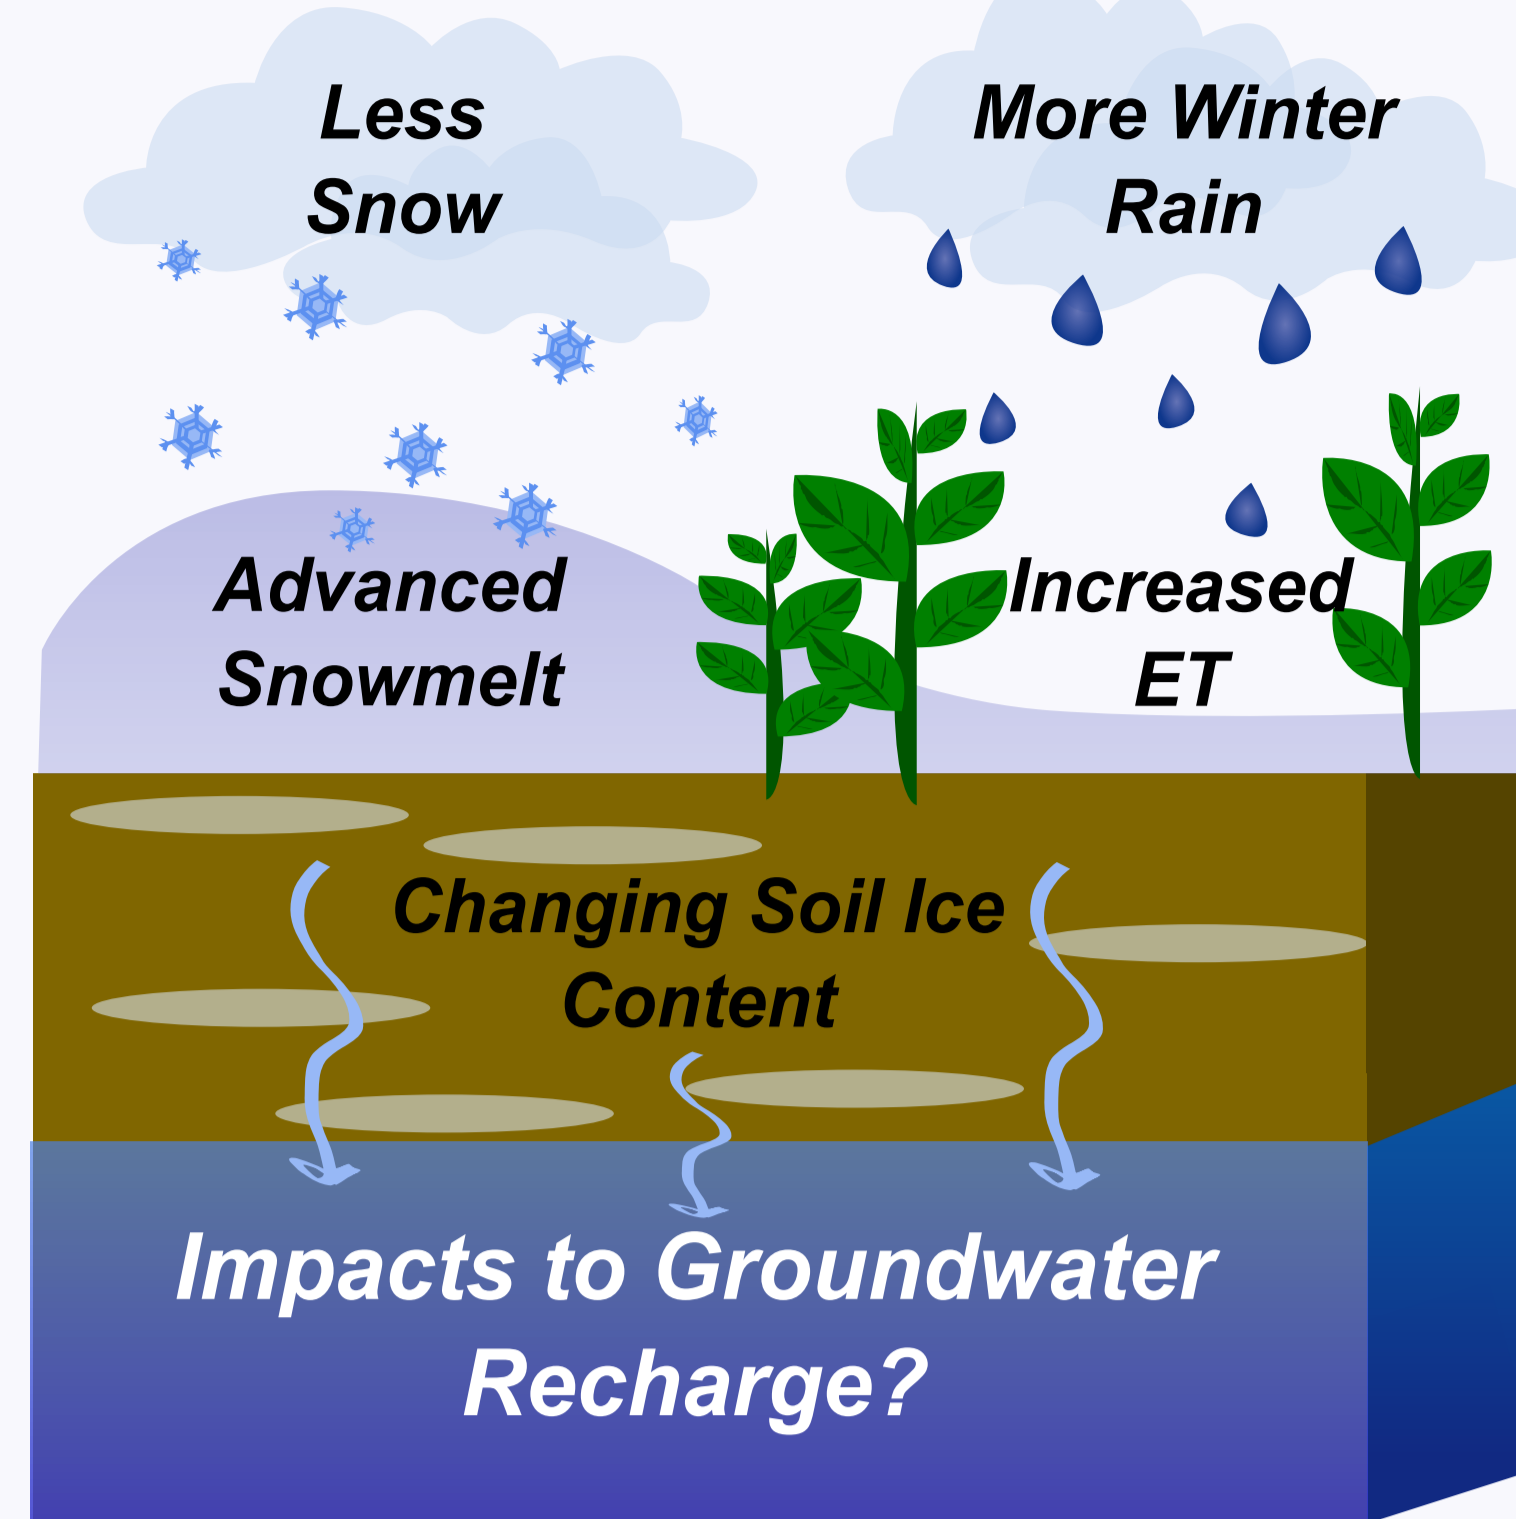 Less
Snow
More Winter
Rain
Advanced
Snowmelt
Increased
ET
Changing Soil Ice
Content
Impacts to Groundwater
Recharge?